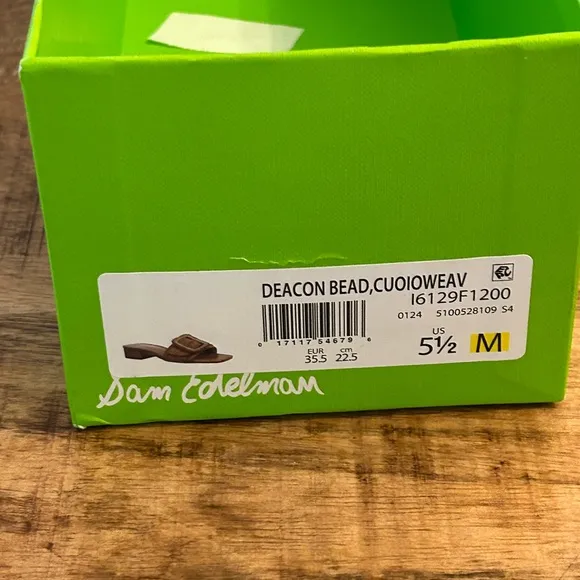 DEACON BEAD,CUOIOWEAV
I6129F1200
0124 5100528109 S4
0 17117 54679 6
EUR cm
35.5 22.5
US
5½ M
Sam Edelman